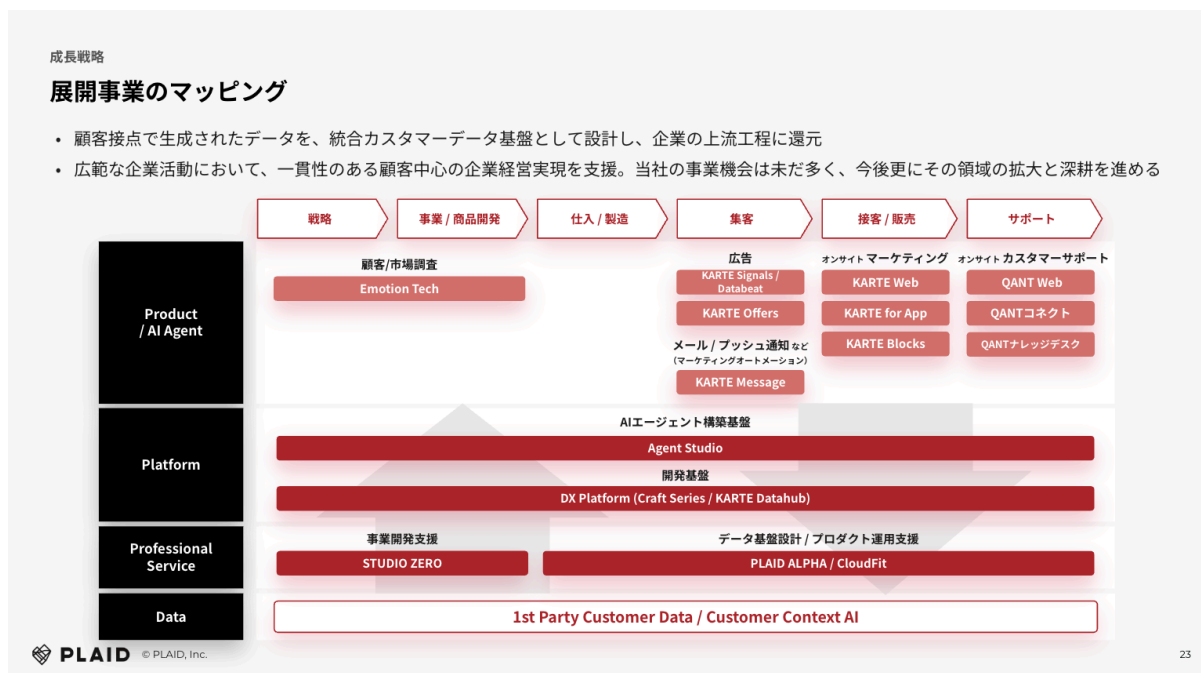 成長戦略
展開事業のマッピング
• 顧客接点で生成されたデータを、統合カスタマーデータ基盤として設計し、企業の上流工程に還元
• 広範な企業活動において、一貫性のある顧客中心の企業経営実現を支援。当社の事業機会は未だ多く、今後更にその領域の拡大と深耕を進める
戦略
事業 / 商品開発
仕入 / 製造
集客
接客 / 販売
サポート
Product
/ AI Agent
顧客/市場調査
Emotion Tech
広告
KARTE Signals /
Databeat
KARTE Offers
メール / プッシュ通知 など
(マーケティングオートメーション)
KARTE Message
オンサイト マーケティング
KARTE Web
KARTE for App
KARTE Blocks
オンサイト カスタマーサポート
QANT Web
QANTコネクト
QANTナレッジデスク
Platform
AIエージェント構築基盤
Agent Studio
開発基盤
DX Platform (Craft Series / KARTE Datahub)
Professional
Service
事業開発支援
STUDIO ZERO
データ基盤設計 / プロダクト運用支援
PLAID ALPHA / CloudFit
Data
1st Party Customer Data / Customer Context AI
PLAID
© PLAID, Inc.
23